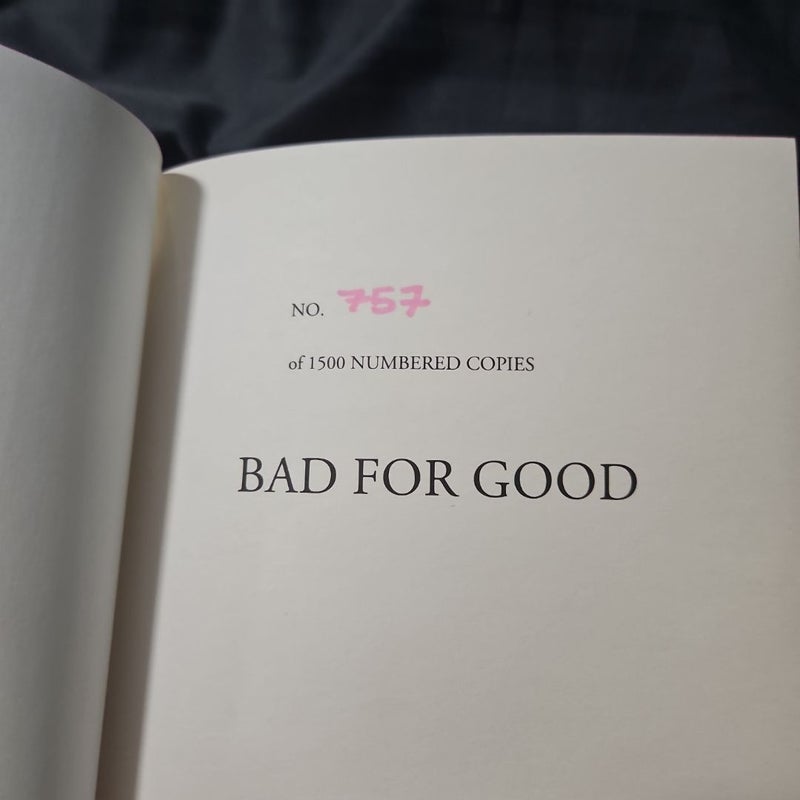 NO. 757
of 1500 NUMBERED COPIES
BAD FOR GOOD